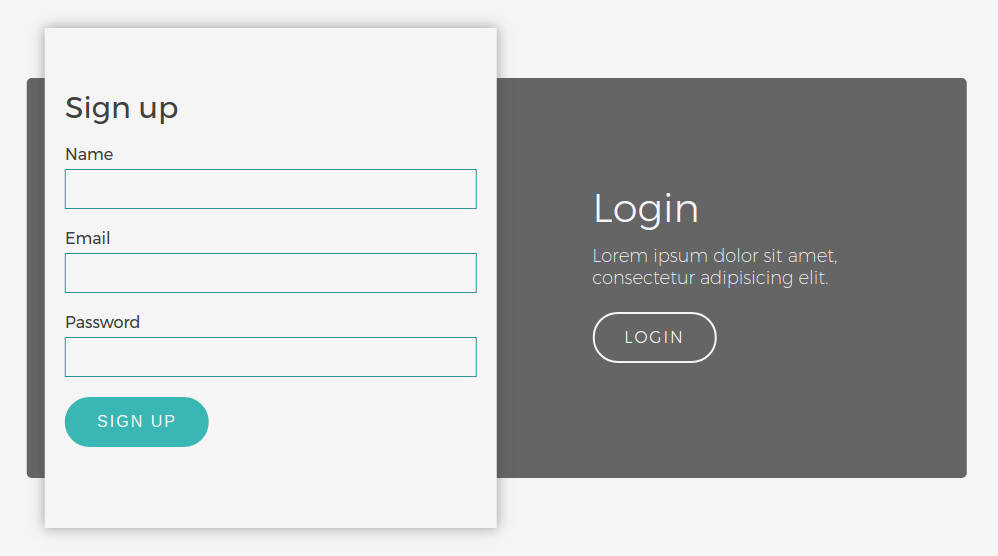 Sign up
Name
Email
Password
SIGN UP
Login
Lorem ipsum dolor sit amet,
consectetur adipisicing elit.
LOGIN